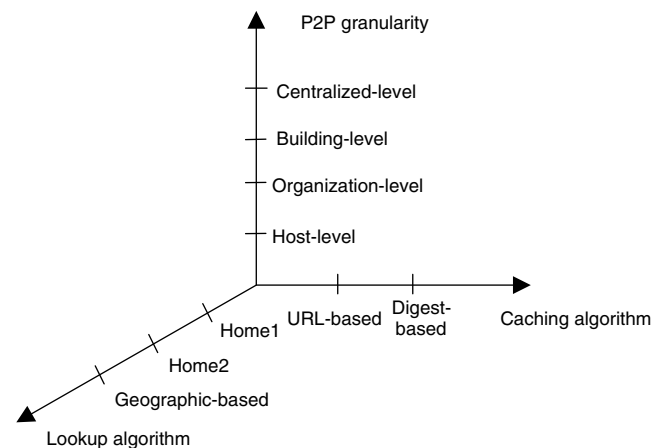 P2P granularity
Centralized-level
Building-level
Organization-level
Host-level
Home1
URL-based
Digest-
based
Caching algorithm
Home2
Geographic-based
Lookup algorithm